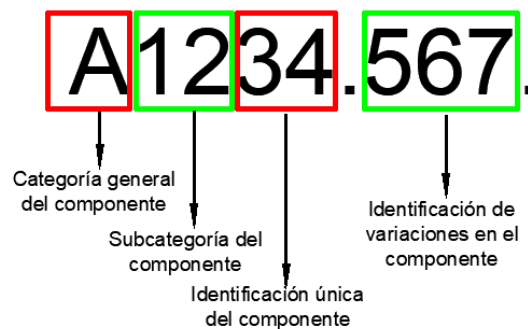 A1234.567.
Categoría general
del componente
Subcategoría del
componente
Identificación única
del componente
Identificación de
variaciones en el
componente